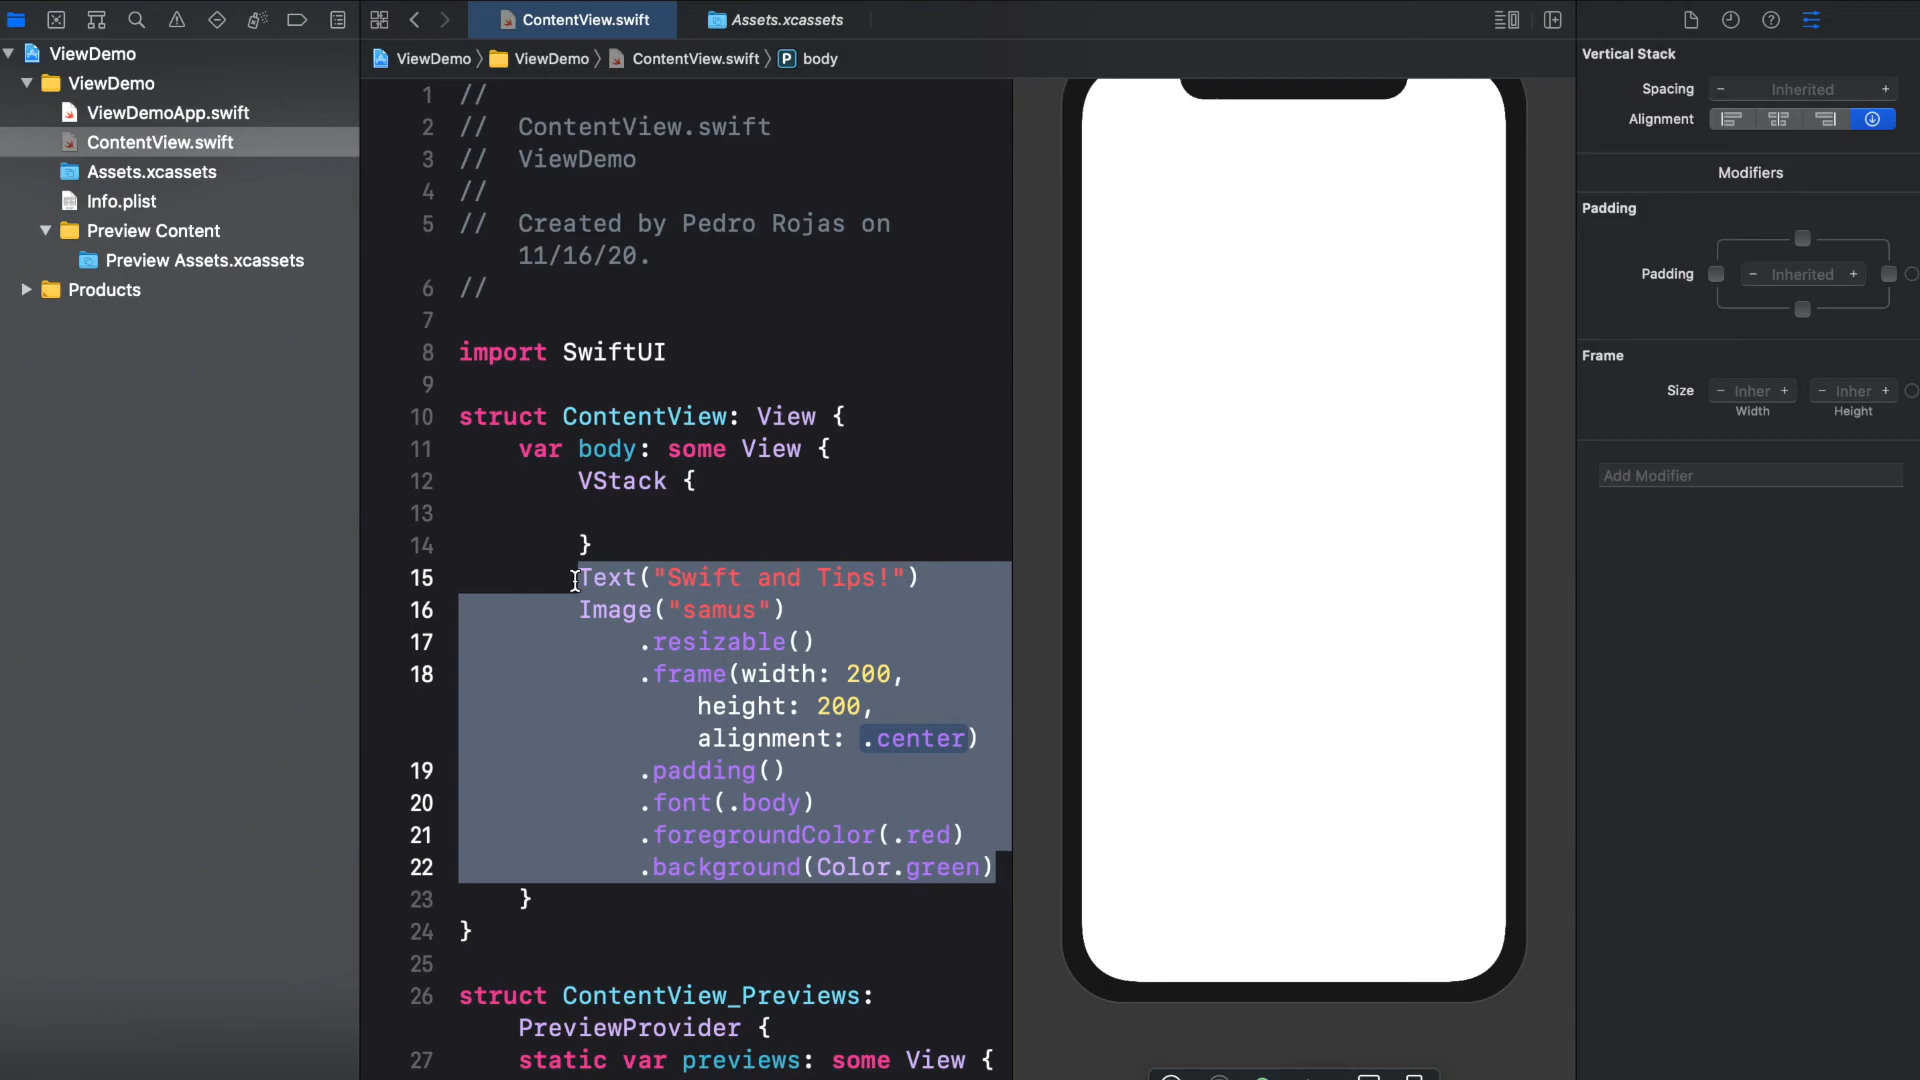 ContentView.swift
Assets.xcassets
ViewDemo
ViewDemo
ViewDemoApp.swift
ContentView.swift
Assets.xcassets
Info.plist
Preview Content
Preview Assets.xcassets
Products
ViewDemo 〉 ViewDemo 〉 ContentView.swift 〉 P body
1 //
2 //  ContentView.swift
3 //  ViewDemo
4 //
5 //  Created by Pedro Rojas on
11/16/20.
6 //
7
8 import SwiftUI
9
10 struct ContentView: View {
11 var body: some View {
12 VStack {
13
14 }
15 Text("Swift and Tips!")
16 Image("samus")
17 .resizable()
18 .frame(width: 200,
height: 200,
alignment: .center)
19 .padding()
20 .font(.body)
21 .foregroundColor(.red)
22 .background(Color.green)
23 }
24 }
25
26 struct ContentView_Previews:
PreviewProvider {
27 static var previews: some View {
Vertical Stack
Spacing - Inherited +
Alignment
Modifiers
Padding
Padding - Inherited +
Frame
Size - Inher + - Inher +
Width Height
Add Modifier